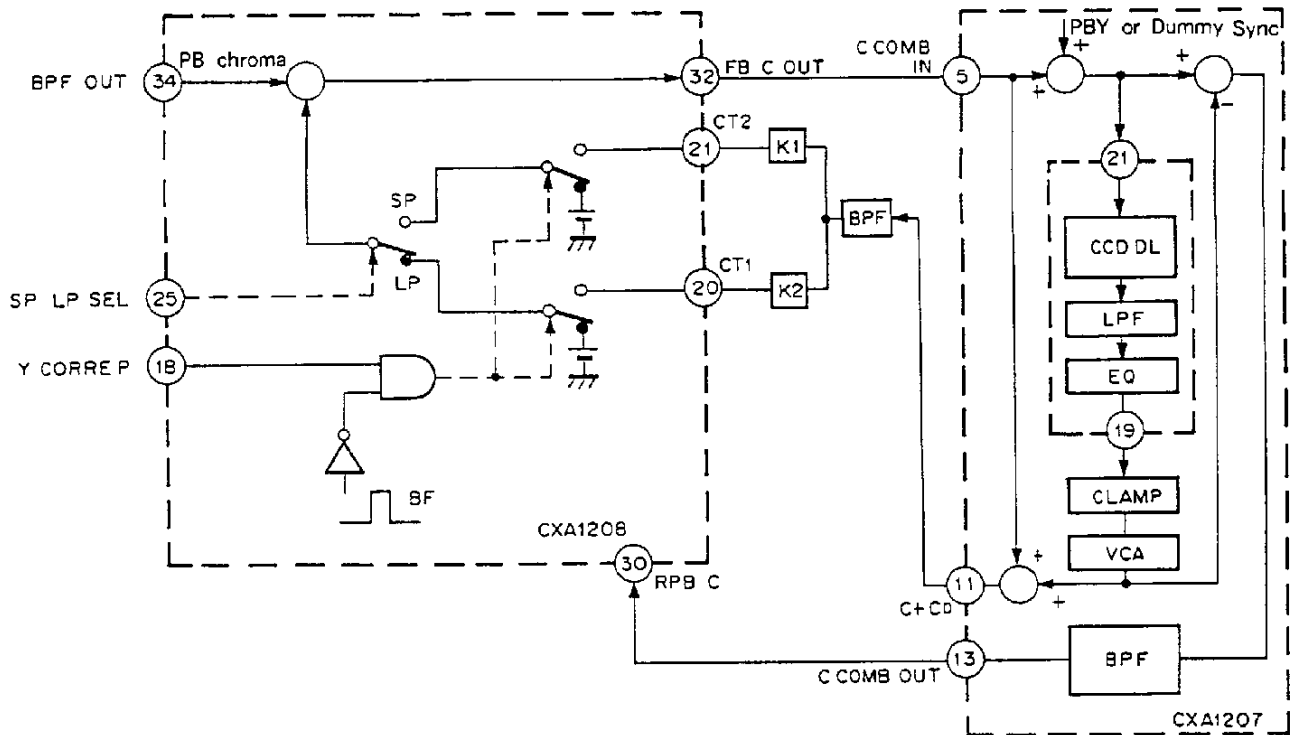 PBY or Dummy Sync
+
PB chroma
C COMB
IN
+
BPF OUT
34
32
FB C OUT
5
+
-
CT2
21
K1
21
SP
BPF
CCD DL
LP
CT1
SP LP SEL
25
20
K2
LPF
Y CORRE P
18
EQ
19
BF
CLAMP
CXA1208
VCA
30
RPB C
+
11
+
C+CD
13
BPF
C COMB OUT
CXA1207